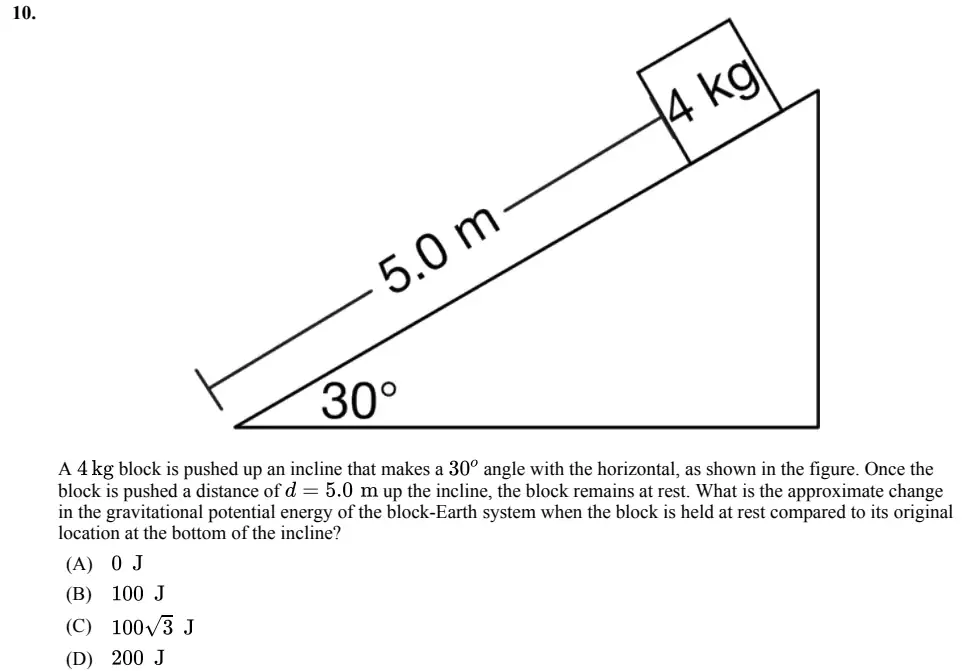 10.
4 kg
5.0 m
30°
A 4 kg block is pushed up an incline that makes a 30° angle with the horizontal, as shown in the figure. Once the
block is pushed a distance of d = 5.0 m up the incline, the block remains at rest. What is the approximate change
in the gravitational potential energy of the block-Earth system when the block is held at rest compared to its original
location at the bottom of the incline?
(A) 0 J
(B) 100 J
(C) 100√3 J
(D) 200 J